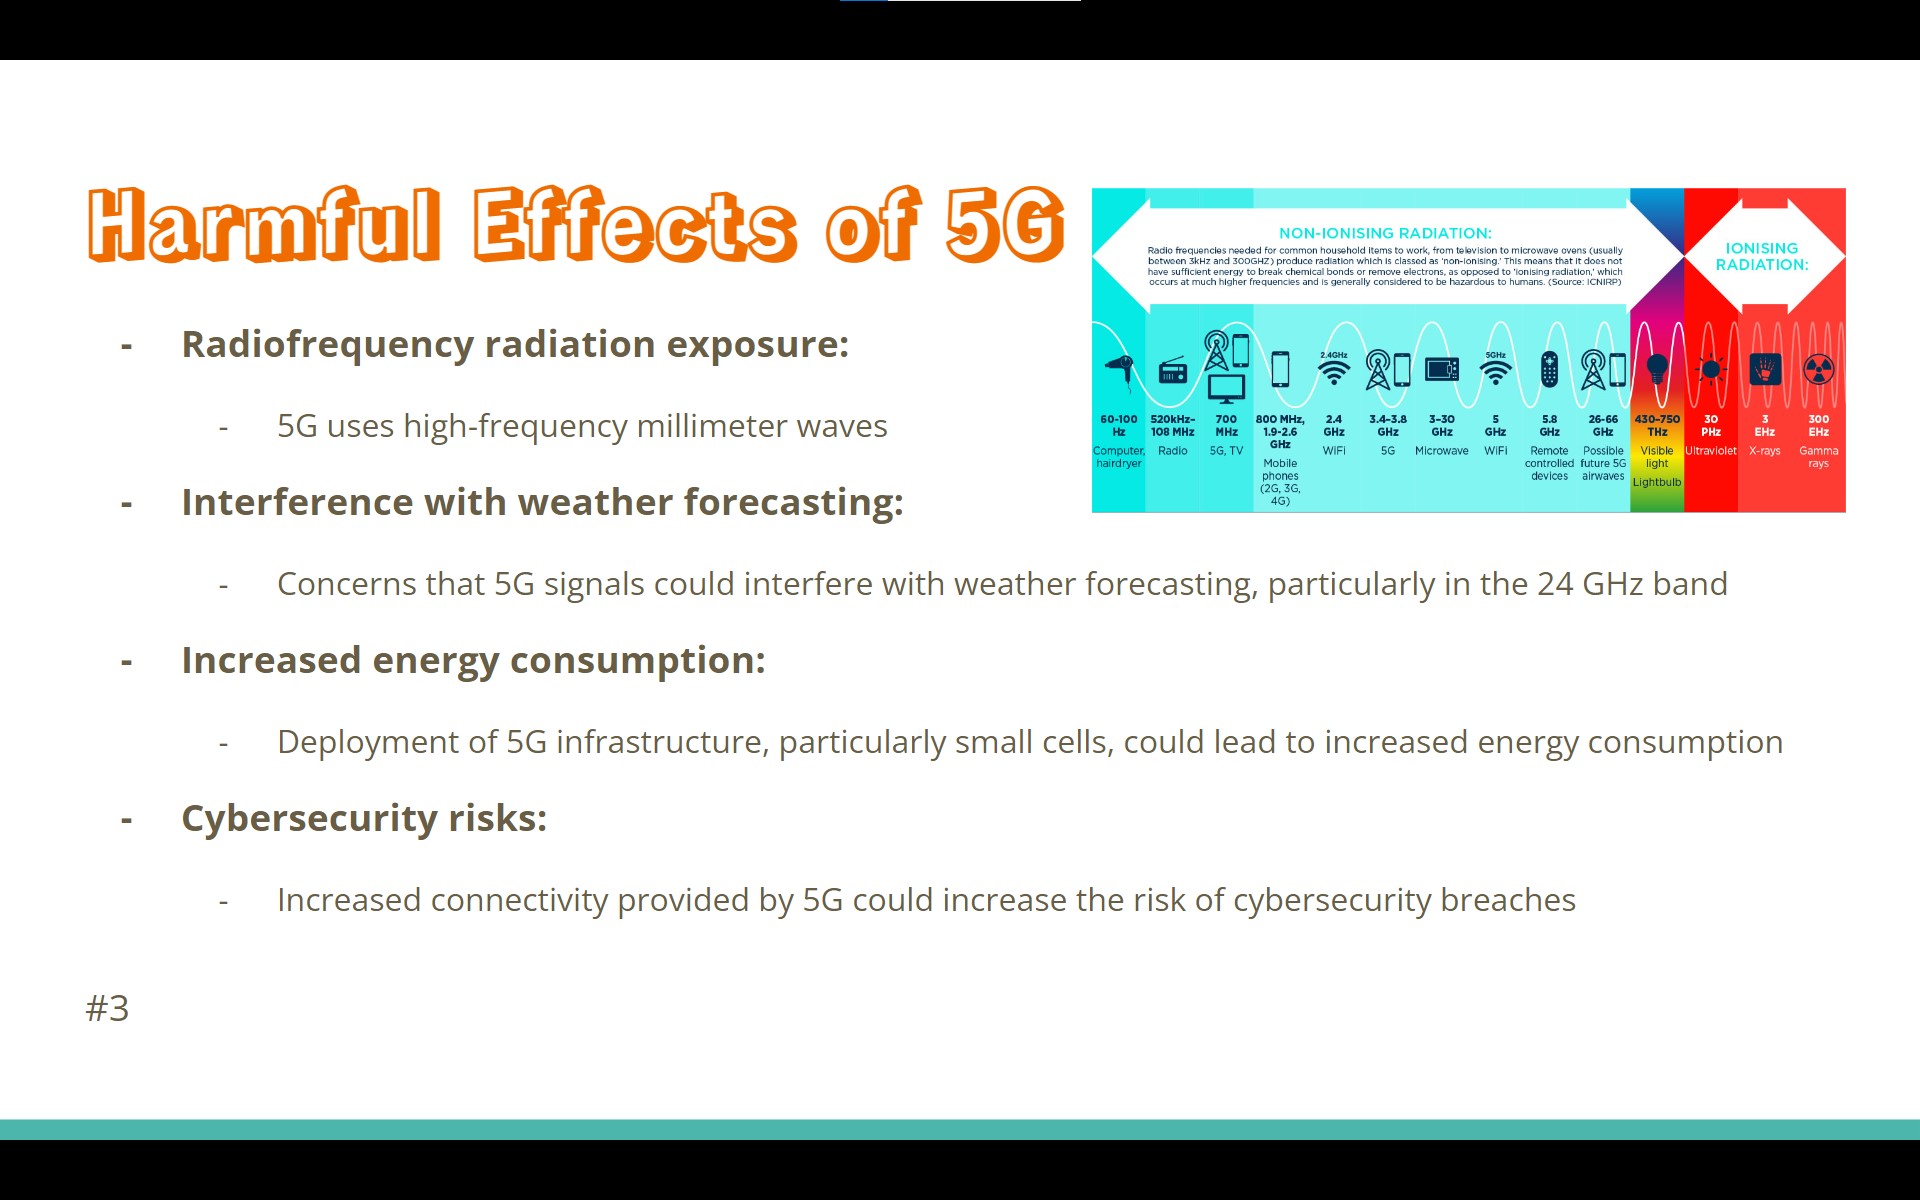 Harmful Effects of 5G
- Radiofrequency radiation exposure:
- 5G uses high-frequency millimeter waves
- Interference with weather forecasting:
- Concerns that 5G signals could interfere with weather forecasting, particularly in the 24 GHz band
- Increased energy consumption:
- Deployment of 5G infrastructure, particularly small cells, could lead to increased energy consumption
- Cybersecurity risks:
- Increased connectivity provided by 5G could increase the risk of cybersecurity breaches
#3
NON-IONISING RADIATION:
Radio frequencies needed for common household items to work, from television to microwave ovens (usually
between 3kHz and 300GHZ) produce radiation which is classed as 'non-ionising.' This means that it does not
have sufficient energy to break chemical bonds or remove electrons, as opposed to 'ionising radiation,' which
occurs at much higher frequencies and is generally considered to be hazardous to humans. (Source: ICNIRP)
IONISING
RADIATION:
2.4GHz
5GHz
60-100
Hz
Computer,
hairdryer
520kHz–
108 MHz
Radio
700
MHz
5G, TV
800 MHz,
1.9-2.6
GHz
Mobile
phones
(2G, 3G,
4G)
2.4
GHz
WiFi
3.4–3.8
GHz
5G
3–30
GHz
Microwave
5
GHz
WiFi
5.8
GHz
Remote
controlled
devices
26-66
GHz
Possible
future 5G
airwaves
430–750
THz
Visible
light
Lightbulb
30
PHz
Ultraviolet
3
EHz
X-rays
300
EHz
Gamma
rays